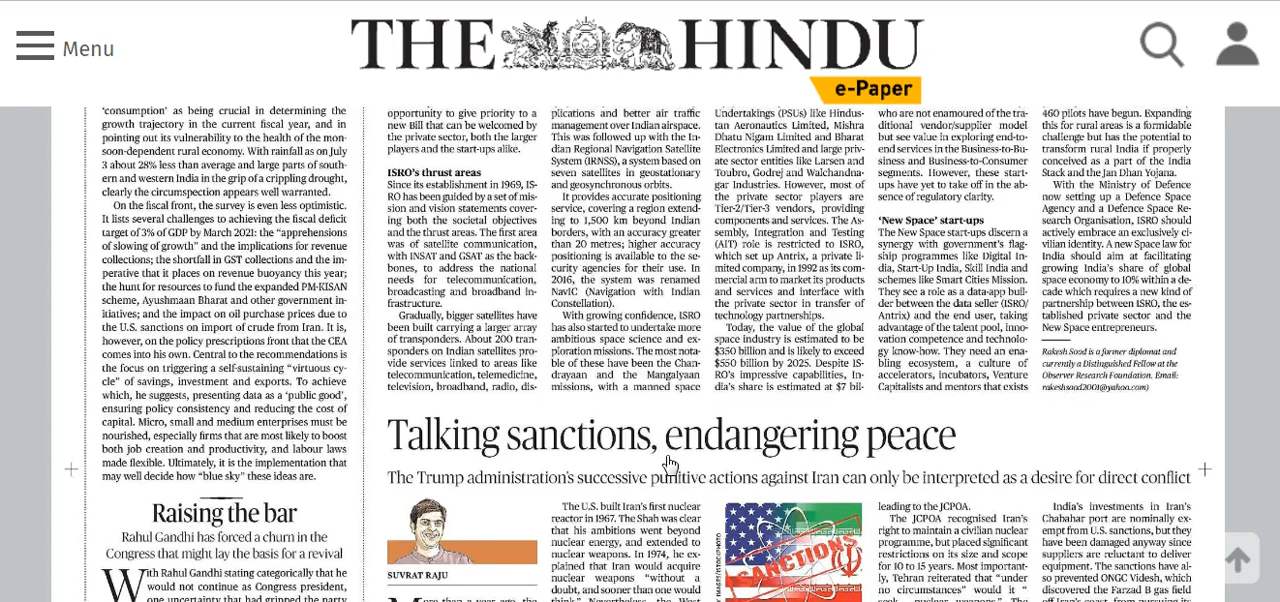 Menu
THE HINDU
e-Paper
'consumption' as being crucial in determining the
growth trajectory in the current fiscal year, and in
pointing out its vulnerability to the health of the mon-
soon-dependent rural economy. With rainfall as on July
3 about 28% less than average and large parts of south-
ern and western India in the grip of a crippling drought,
clearly the circumspection appears well warranted.
On the fiscal front, the survey is even less optimistic.
It lists several challenges to achieving the fiscal deficit
target of 3% of GDP by March 2021: the "apprehensions
of slowing of growth" and the implications for revenue
collections; the shortfall in GST collections and the im-
perative that it places on revenue buoyancy this year;
the hunt for resources to fund the expanded PM-KISAN
scheme, Ayushmaan Bharat and other government in-
itiatives; and the impact on oil purchase prices due to
the U.S. sanctions on import of crude from Iran. It is,
however, on the policy prescriptions front that the CEA
comes into his own. Central to the recommendations is
the focus on triggering a self-sustaining "virtuous cy-
cle" of savings, investment and exports. To achieve
which, he suggests, presenting data as a 'public good',
ensuring policy consistency and reducing the cost of
capital. Micro, small and medium enterprises must be
nourished, especially firms that are most likely to boost
both job creation and productivity, and labour laws
made flexible. Ultimately, it is the implementation that
may well decide how "blue sky" these ideas are.
Raising the bar
Rahul Gandhi has forced a churn in the
Congress that might lay the basis for a revival
With Rahul Gandhi stating categorically that he
would not continue as Congress president,
one uncertainty that had gripped the party
opportunity to give priority to a
new Bill that can be welcomed by
the private sector, both the larger
players and the start-ups alike.
ISRO's thrust areas
Since its establishment in 1969, IS-
RO has been guided by a set of mis-
sion and vision statements cover-
ing both the societal objectives
and the thrust areas. The first area
was of satellite communication,
with INSAT and GSAT as the back-
bones, to address the national
needs for telecommunication,
broadcasting and broadband in-
frastructure.
Gradually, bigger satellites have
been built carrying a larger array
of transponders. About 200 tran-
sponders on Indian satellites pro-
vide services linked to areas like
telecommunication, telemedicine,
television, broadband, radio, dis-
plications and better air traffic
management over Indian airspace.
This was followed up with the In-
dian Regional Navigation Satellite
System (IRNSS), a system based on
seven satellites in geostationary
and geosynchronous orbits.
It provides accurate positioning
service, covering a region extend-
ing to 1,500 km beyond Indian
borders, with an accuracy greater
than 20 metres; higher accuracy
positioning is available to the se-
curity agencies for their use. In
2016, the system was renamed
NavIC (Navigation with Indian
Constellation).
With growing confidence, ISRO
has also started to undertake more
ambitious space science and ex-
ploration missions. The most nota-
ble of these have been the Chan-
drayaan and the Mangalyaan
missions, with a manned space
Undertakings (PSUs) like Hindus-
tan Aeronautics Limited, Mishra
Dhatu Nigam Limited and Bharat
Electronics Limited and large priv-
ate sector entities like Larsen and
Toubro, Godrej and Walchandna-
gar Industries. However, most of
the private sector players are
Tier-2/Tier-3 vendors, providing
components and services. The As-
sembly, Integration and Testing
(AIT) role is restricted to ISRO,
which set up Antrix, a private li-
mited company, in 1992 as its com-
mercial arm to market its products
and services and interface with
the private sector in transfer of
technology partnerships.
Today, the value of the global
space industry is estimated to be
$350 billion and is likely to exceed
$550 billion by 2025. Despite IS-
RO's impressive capabilities, In-
dia's share is estimated at $7 bil-
who are not enamoured of the tra-
ditional vendor/supplier model
but see value in exploring end-to-
end services in the Business-to-Bu-
siness and Business-to-Consumer
segments. However, these start-
ups have yet to take off in the ab-
sence of regulatory clarity.
'New Space' start-ups
The New Space start-ups discern a
synergy with government's flag-
ship programmes like Digital In-
dia, Start-Up India, Skill India and
schemes like Smart Cities Mission.
They see a role as a data-app buil-
der between the data seller (ISRO/
Antrix) and the end user, taking
advantage of the talent pool, inno-
vation competence and technolo-
gy know-how. They need an ena-
bling ecosystem, a culture of
accelerators, incubators, Venture
Capitalists and mentors that exists
460 pilots have begun. Expanding
this for rural areas is a formidable
challenge but has the potential to
transform rural India if properly
conceived as a part of the India
Stack and the Jan Dhan Yojana.
With the Ministry of Defence
now setting up a Defence Space
Agency and a Defence Space Re-
search Organisation, ISRO should
actively embrace an exclusively ci-
vilian identity. A new Space law for
India should aim at facilitating
growing India's share of global
space economy to 10% within a de-
cade which requires a new kind of
partnership between ISRO, the es-
tablished private sector and the
New Space entrepreneurs.
Rakesh Sood is a former diplomat and
currently a Distinguished Fellow at the
Observer Research Foundation. Email:
rakeshsood2001@yahoo.com)
Talking sanctions, endangering peace
The Trump administration's successive punitive actions against Iran can only be interpreted as a desire for direct conflict
SUVRAT RAJU
More than a year ago, the
The U.S. built Iran's first nuclear
reactor in 1967. The Shah was clear
that his ambitions went beyond
nuclear energy, and extended to
nuclear weapons. In 1974, he ex-
plained that Iran would acquire
nuclear weapons "without a
doubt, and sooner than one would
think." Nevertheless, the West
SANCTIONS
leading to the JCPOA.
The JCPOA recognised Iran's
right to maintain a civilian nuclear
programme, but placed significant
restrictions on its size and scope
for 10 to 15 years. Most important-
ly, Tehran reiterated that "under
no circumstances" would it "
seek nuclear weapons". The
India's investments in Iran's
Chabahar port are nominally ex-
empt from U.S. sanctions, but they
have been damaged anyway since
suppliers are reluctant to deliver
equipment. The sanctions have al-
so prevented ONGC Videsh, which
discovered the Farzad B gas field
off Iran's coast, from pursuing its